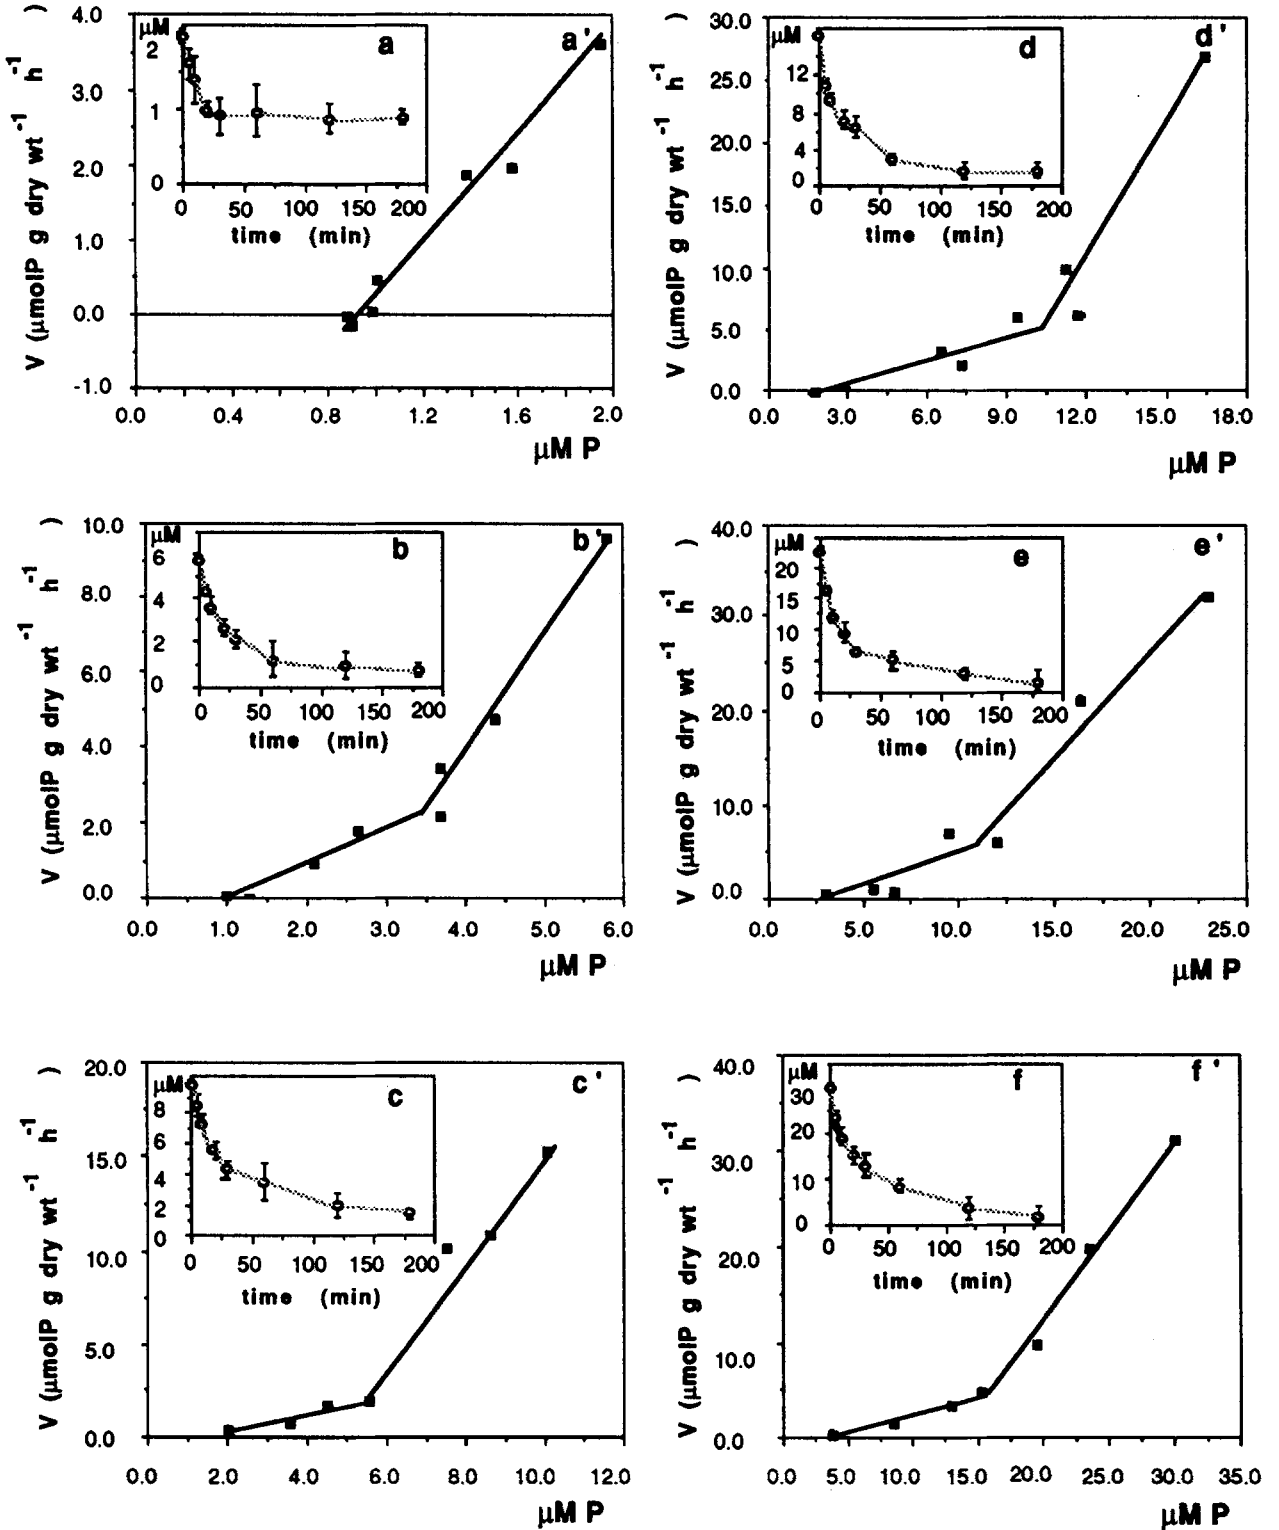 V (μmolP g dry wt⁻¹ h⁻¹ )
4.0
3.0
2.0
1.0
0.0
-1.0
0.0 0.4 0.8 1.2 1.6 2.0
μM P
a'
μM
2
1
0
a
0 50 100 150 200
time (min)
V (μmolP g dry wt⁻¹ h⁻¹ )
30.0
25.0
20.0
15.0
10.0
5.0
0.0
0.0 3.0 6.0 9.0 12.0 15.0 18.0
μM P
d'
μM
12
8
4
0
d
0 50 100 150 200
time (min)
V (μmolP g dry wt⁻¹ h⁻¹ )
10.0
8.0
6.0
4.0
2.0
0.0
0.0 1.0 2.0 3.0 4.0 5.0 6.0
μM P
b'
μM
6
4
2
0
b
0 50 100 150 200
time (min)
V (μmolP g dry wt⁻¹ h⁻¹ )
40.0
30.0
20.0
10.0
0.0
0.0 5.0 10.0 15.0 20.0 25.0
μM P
e'
μM
20
15
10
5
0
e
0 50 100 150 200
time (min)
V (μmolP g dry wt⁻¹ h⁻¹ )
20.0
15.0
10.0
5.0
0.0
0.0 2.0 4.0 6.0 8.0 10.0 12.0
μM P
c'
μM
8
6
4
2
0
c
0 50 100 150 200
time (min)
V (μmolP g dry wt⁻¹ h⁻¹ )
40.0
30.0
20.0
10.0
0.0
0.0 5.0 10.0 15.0 20.0 25.0 30.0 35.0
μM P
f'
μM
30
20
10
0
f
0 50 100 150 200
time (min)